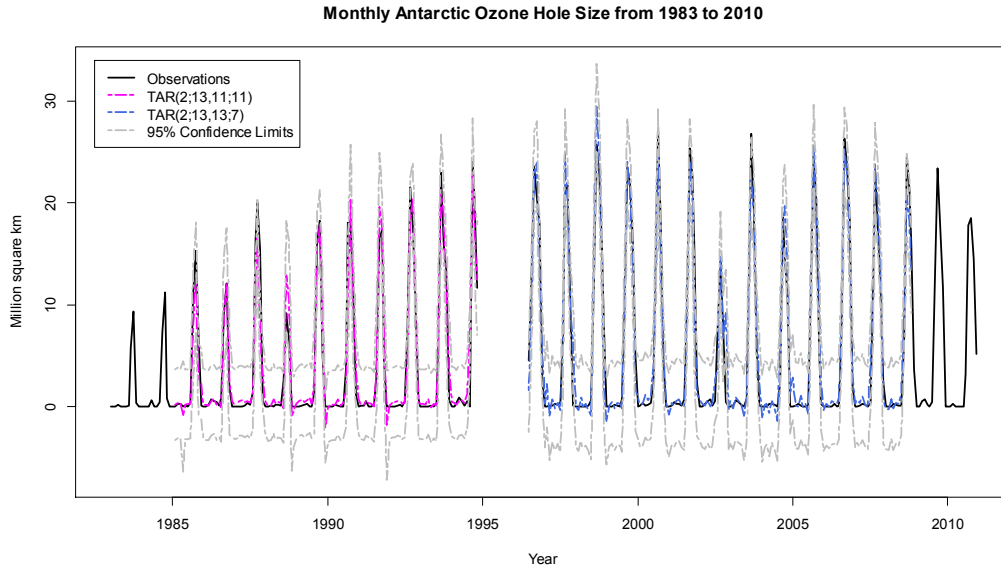 Monthly Antarctic Ozone Hole Size from 1983 to 2010
Observations
TAR(2;13,11;11)
TAR(2;13,13;7)
95% Confidence Limits
30
20
10
0
Million square km
1985
1990
1995
2000
2005
2010
Year